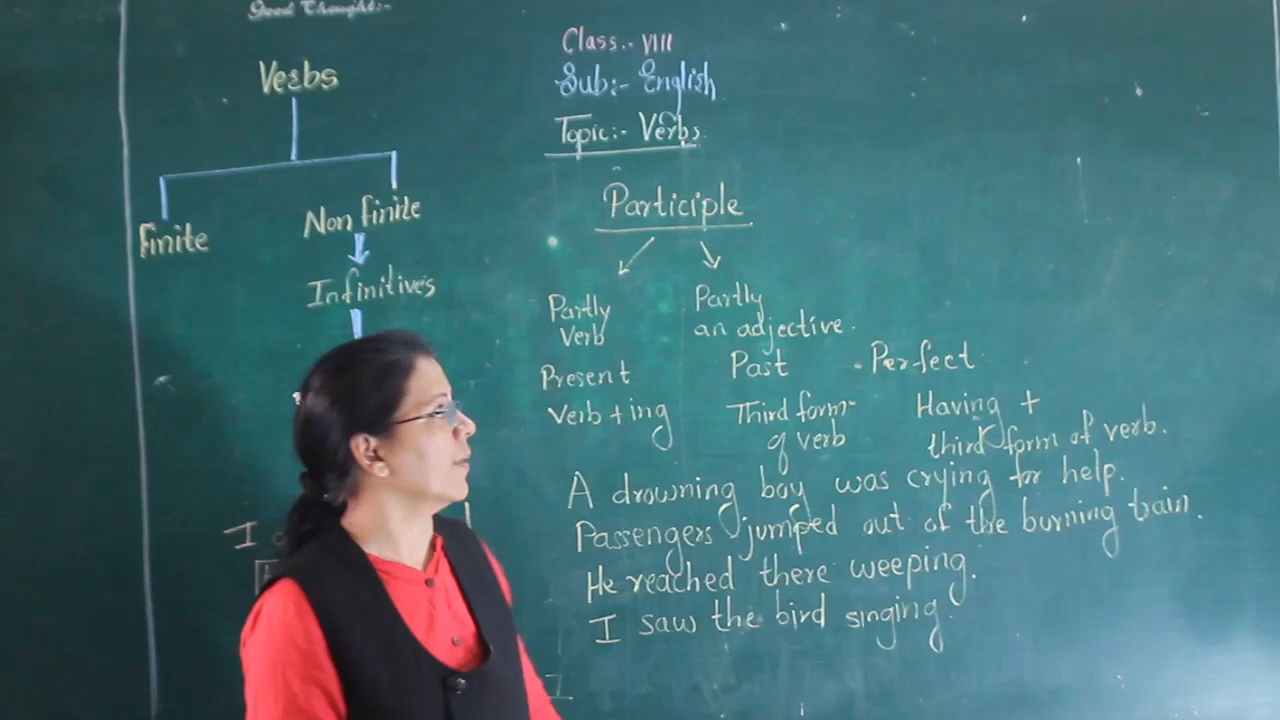 Good Thought:-
Verbs
Finite
Non finite
Infinitives
I
Class.. VIII
Sub:- English
Topic:- Verbs.
Participle
Partly
Verb
Partly
an adjective.
Present
Past
Perfect
Verb + ing
Third form
of verb
Having +
third form of verb.
A drowning boy was crying for help.
Passengers jumped out of the burning train.
He reached there weeping.
I saw the bird singing.